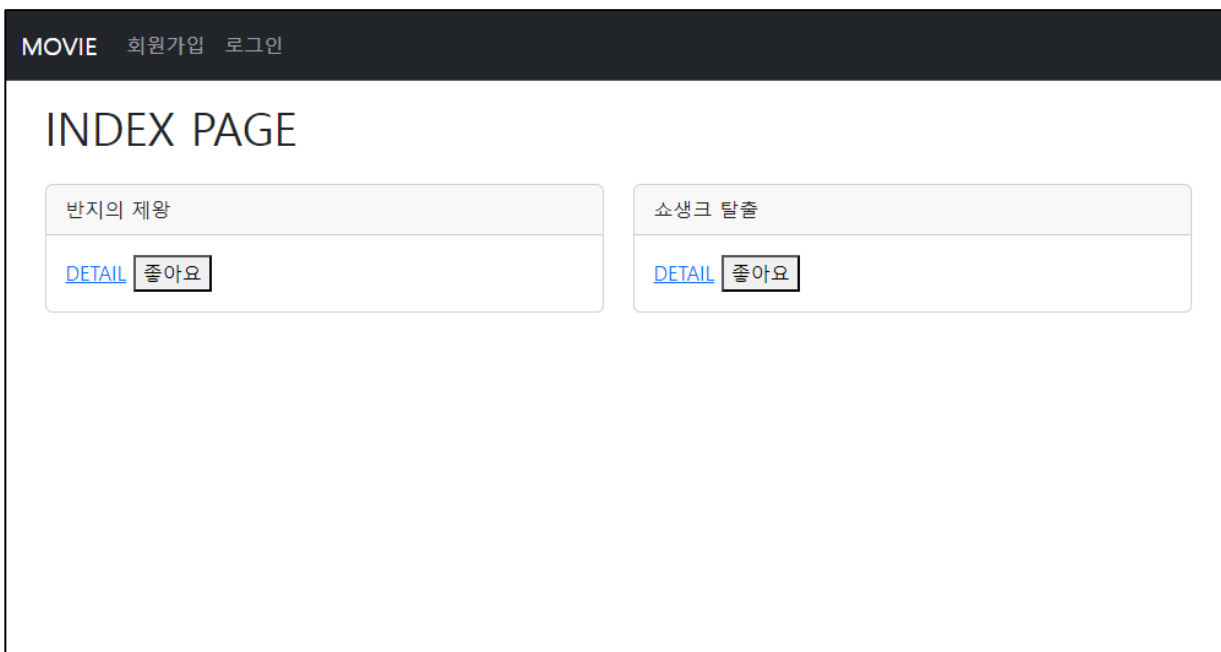 MOVIE 회원가입 로그인
INDEX PAGE
반지의 제왕
DETAIL 좋아요
쇼생크 탈출
DETAIL 좋아요